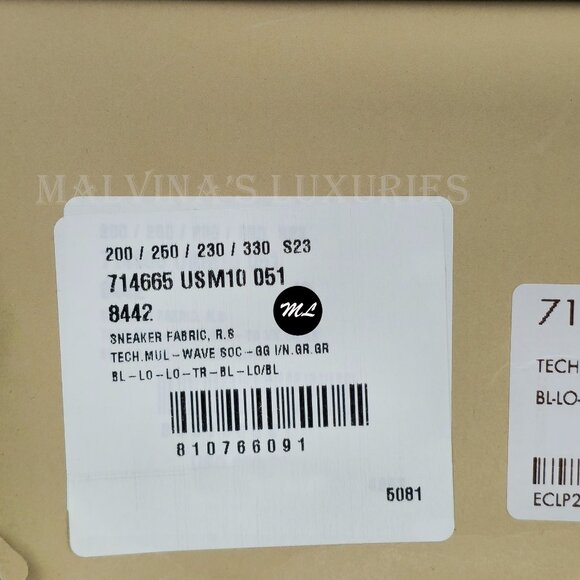 MALVINA'S LUXURIES
200 / 250 / 230 / 330 S23
714665 USM10 051
8442
ML
SNEAKER FABRIC, R.S
TECH.MUL-WAVE SOC-GG I/N.GR.GR
BL-LO-LO-TR-BL-LO/BL
810766091
5081
71
TECH
BL-LO-
ECLP2